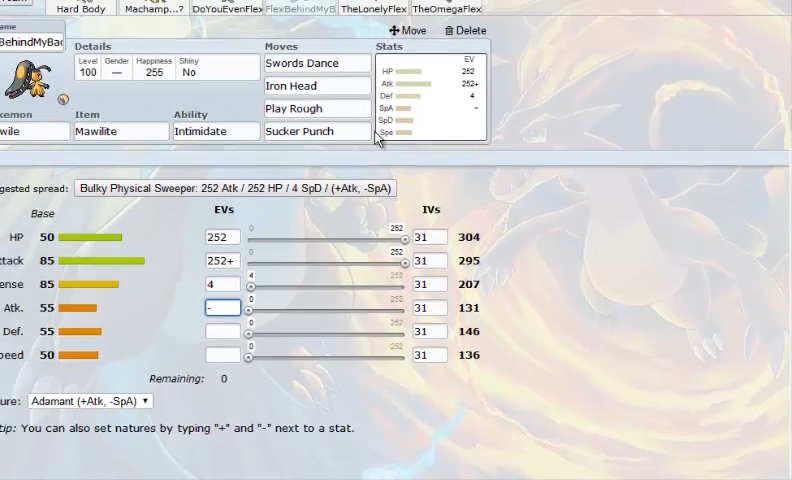 Hard Body Machamp...? DoYouEvenFlex FlexBehindMyB TheLonelyFlex TheOmegaFlex
Move Delete
ame Details Moves Stats
BehindMyBac
Level Gender Happiness Shiny
100 — 255 No
Swords Dance
Iron Head
Play Rough
Sucker Punch
EV
HP 252
Atk 252+
Def 4
SpA -
SpD
Spe
kemon Item Ability
wile Mawilite Intimidate
gested spread: Bulky Physical Sweeper: 252 Atk / 252 HP / 4 SpD / (+Atk, -SpA)
Base EVs IVs
HP 50 252 0 252 31 304
ttack 85 252+ 0 252 31 295
ense 85 4 4 252 31 207
Atk. 55 - 0 252 31 131
Def. 55 0 252 31 146
peed 50 0 252 31 136
Remaining: 0
ure: Adamant (+Atk, -SpA)
tip: You can also set natures by typing "+" and "-" next to a stat.